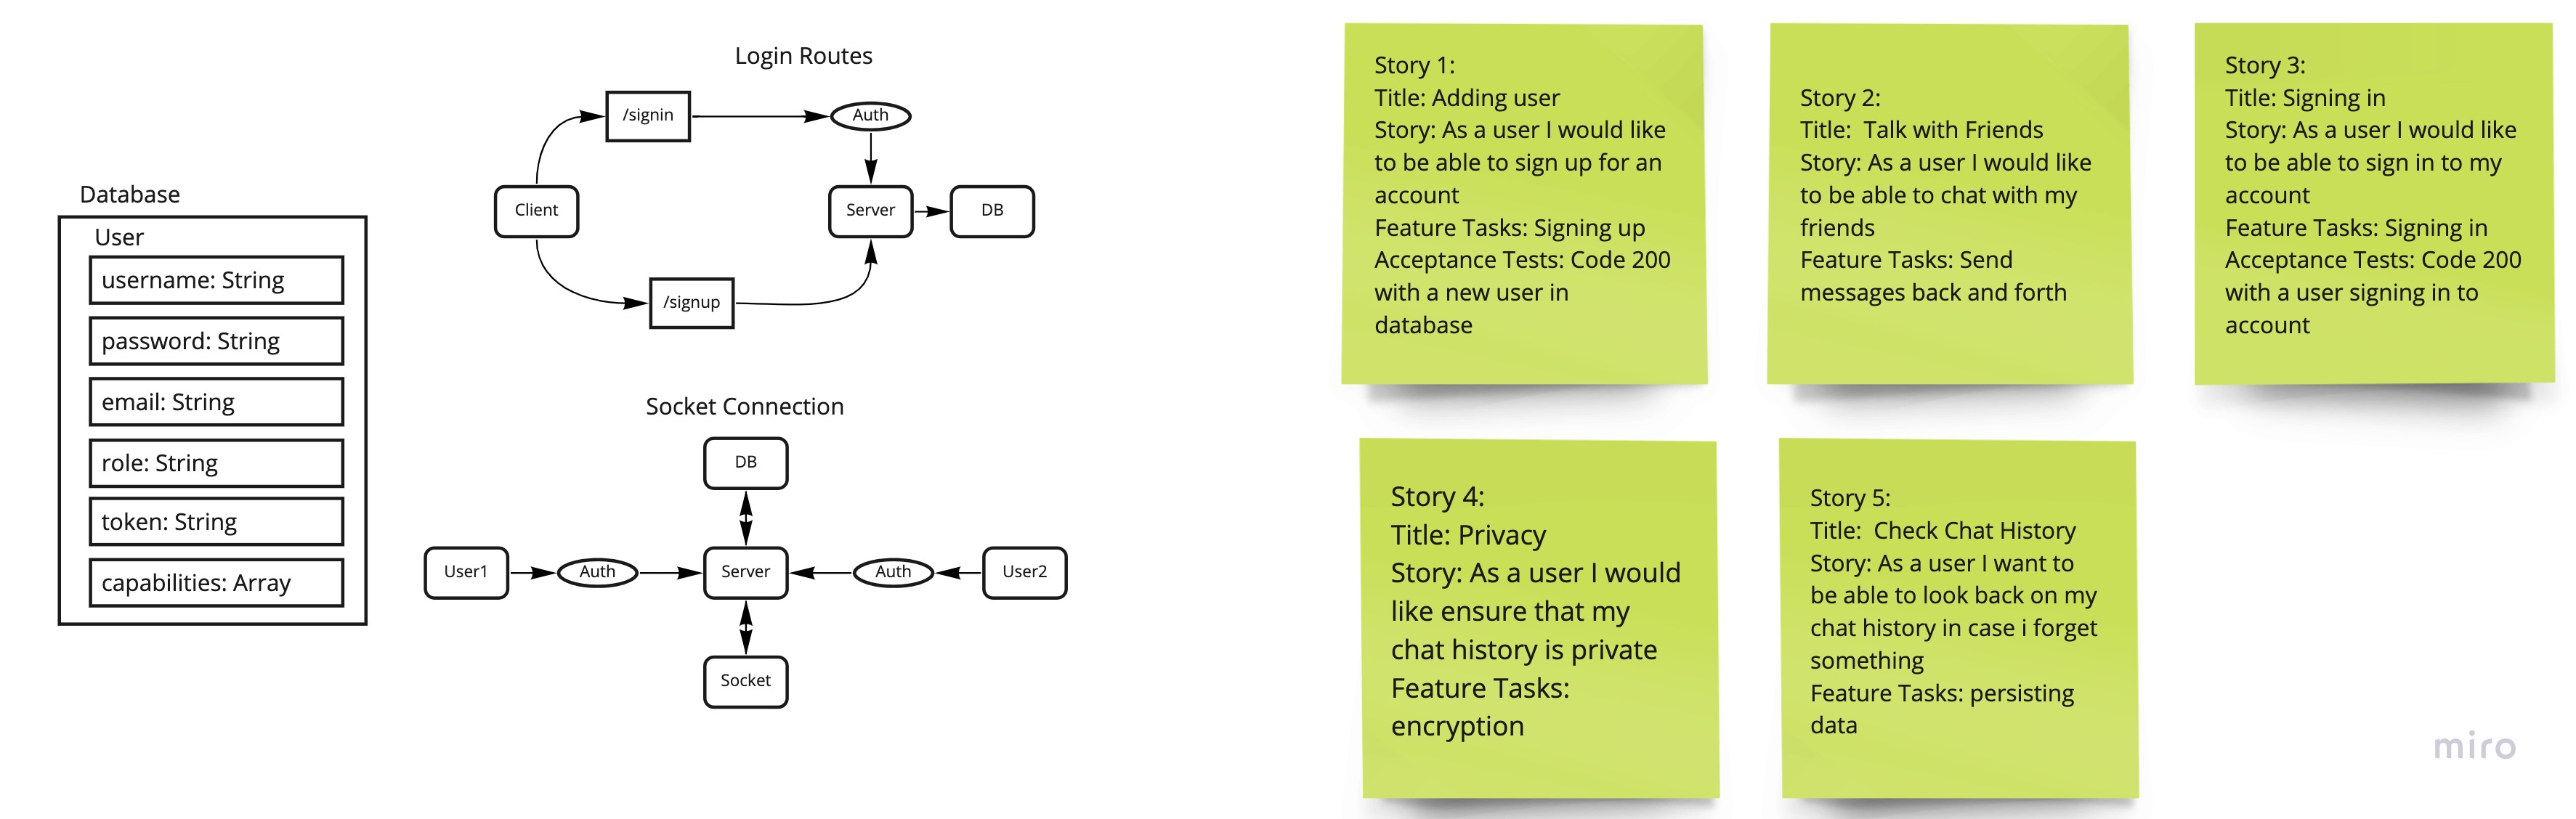 Database
User
username: String
password: String
email: String
role: String
token: String
capabilities: Array
Login Routes
/signin
Auth
Client
Server
DB
/signup
Socket Connection
DB
User1
Auth
Server
Auth
User2
Socket
Story 1:
Title: Adding user
Story: As a user I would like
to be able to sign up for an
account
Feature Tasks: Signing up
Acceptance Tests: Code 200
with a new user in
database
Story 2:
Title:  Talk with Friends
Story: As a user I would like
to be able to chat with my
friends
Feature Tasks: Send
messages back and forth
Story 3:
Title: Signing in
Story: As a user I would like
to be able to sign in to my
account
Feature Tasks: Signing in
Acceptance Tests: Code 200
with a user signing in to
account
Story 4:
Title: Privacy
Story: As a user I would
like ensure that my
chat history is private
Feature Tasks:
encryption
Story 5:
Title:  Check Chat History
Story: As a user I want to
be able to look back on my
chat history in case i forget
something
Feature Tasks: persisting
data
miro